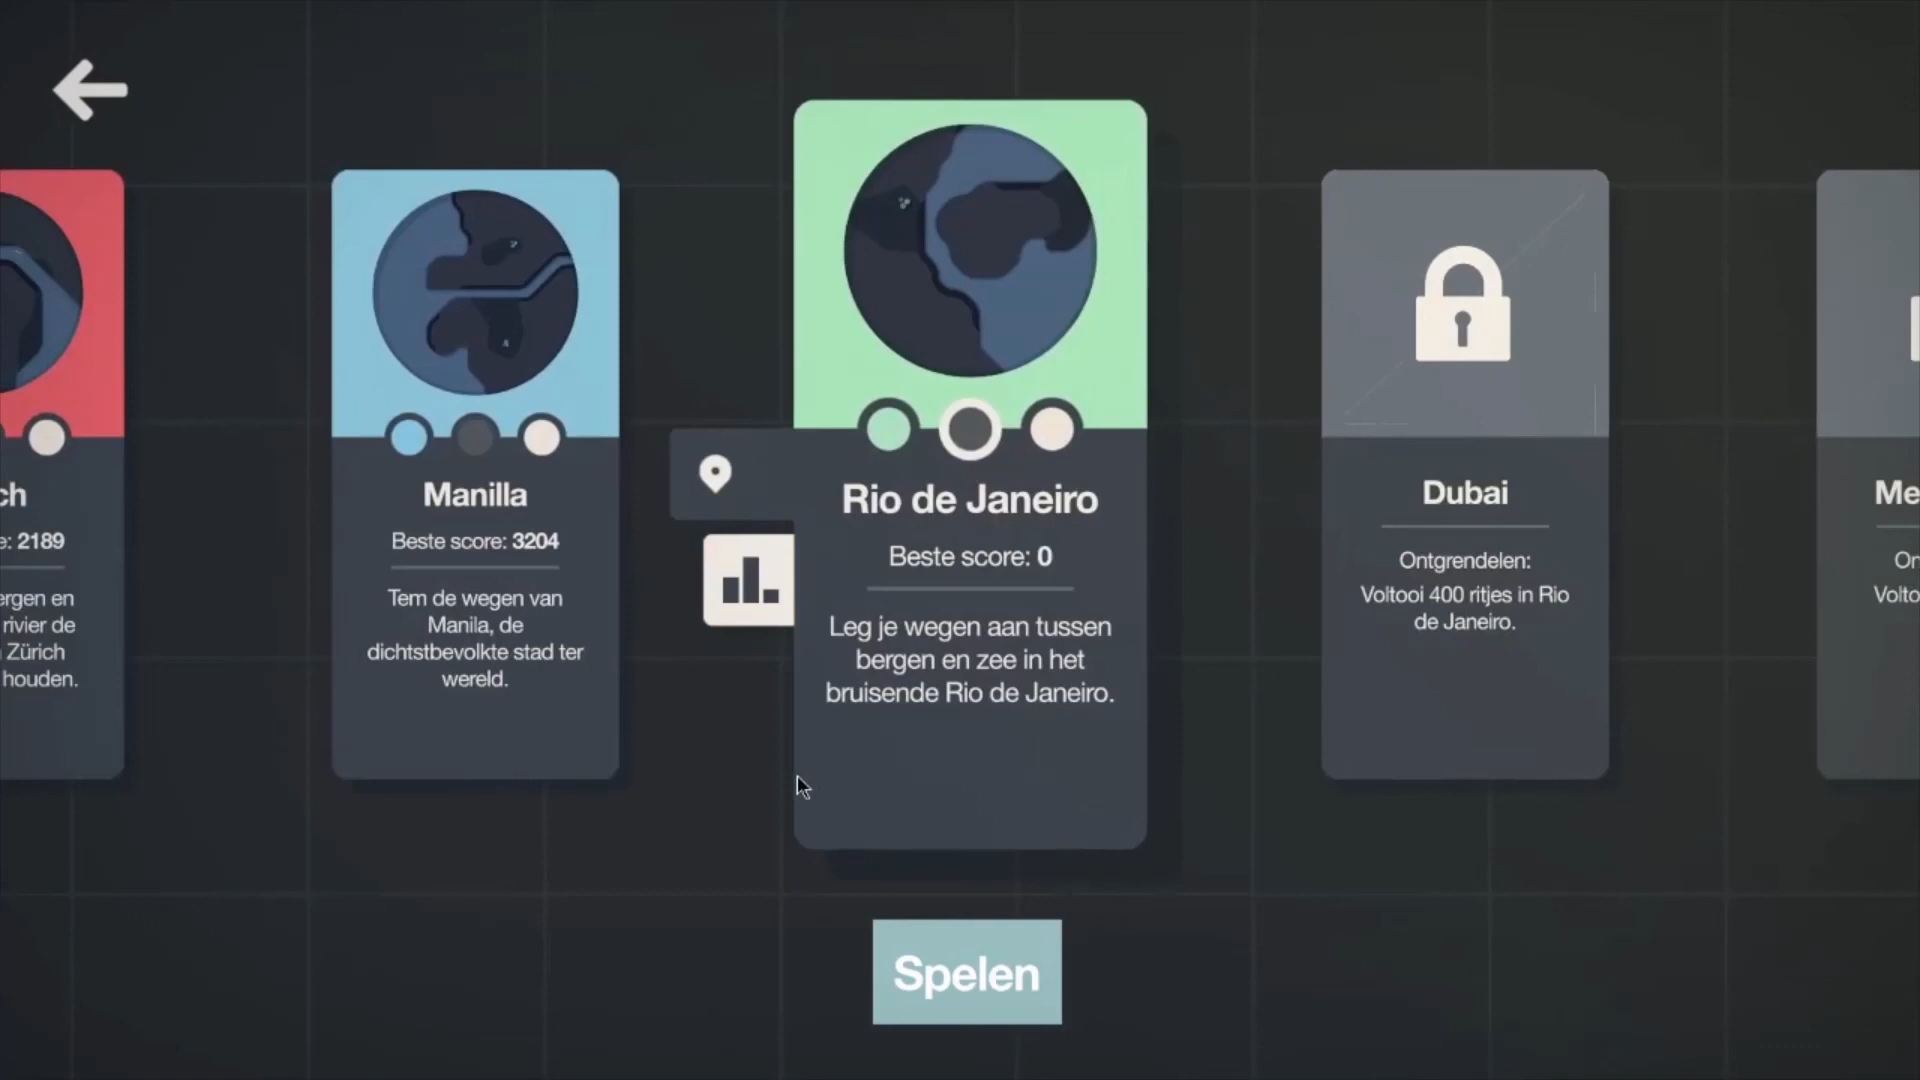 ch
e: 2189
ergen en
rivier de
Zürich
houden.
Manilla
Beste score: 3204
Tem de wegen van
Manila, de
dichtstbevolkte stad ter
wereld.
Rio de Janeiro
Beste score: 0
Leg je wegen aan tussen
bergen en zee in het
bruisende Rio de Janeiro.
Dubai
Ontgrendelen:
Voltooi 400 ritjes in Rio
de Janeiro.
Me
On
Volto
Spelen